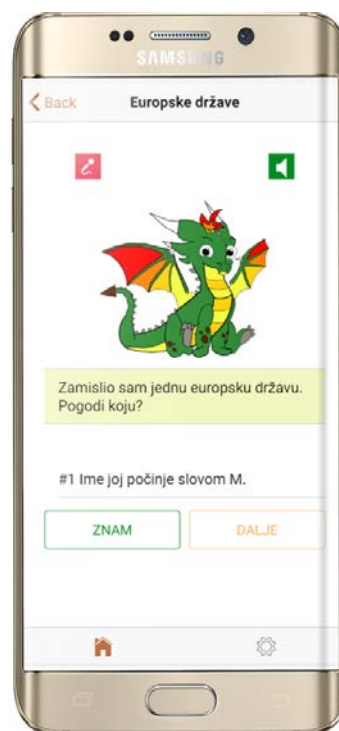 SAMSUNG
Back Europske države
Zamislio sam jednu europsku državu.
Pogodi koju?
#1 Ime joj počinje slovom M.
ZNAM DALJE